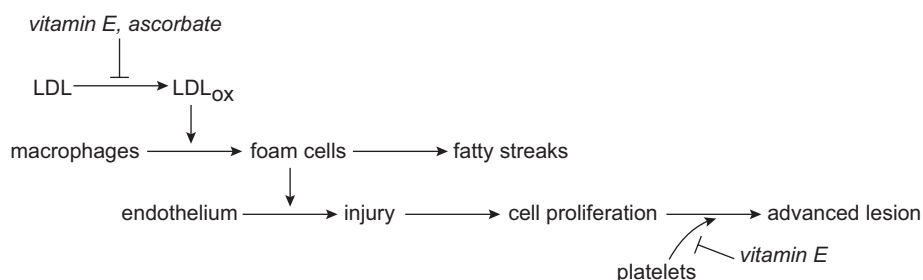 vitamin E, ascorbate
LDL LDLox
macrophages foam cells fatty streaks
endothelium injury cell proliferation advanced lesion
vitamin E
platelets